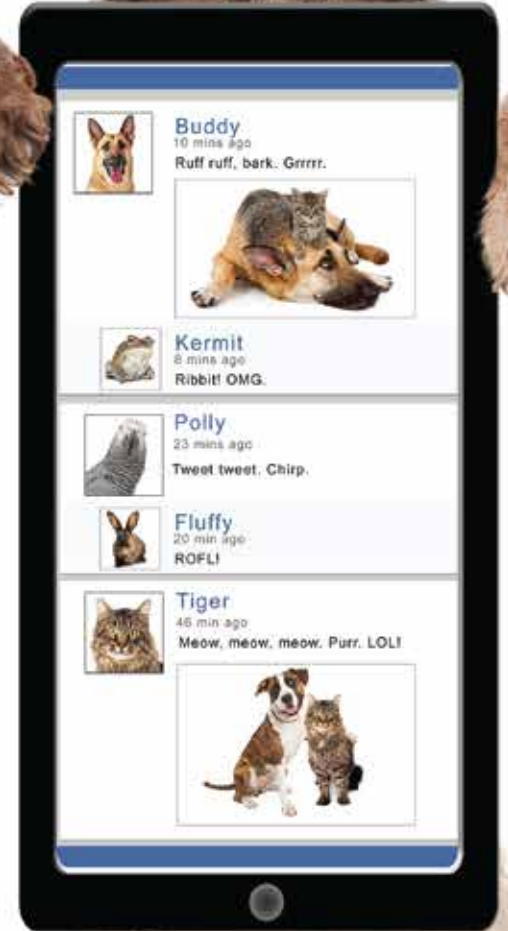 Buddy
10 mins ago
Ruff ruff, bark. Grrrrr.
Kermit
8 mins ago
Ribbit! OMG.
Polly
23 mins ago
Tweet tweet. Chirp.
Fluffy
20 min ago
ROFL!
Tiger
46 min ago
Meow, meow, meow. Purr. LOL!